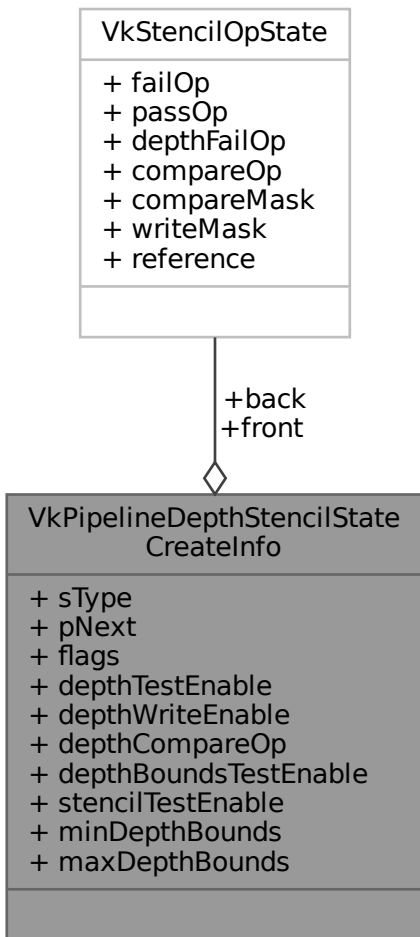 VkStencilOpState
+ failOp
+ passOp
+ depthFailOp
+ compareOp
+ compareMask
+ writeMask
+ reference
+back
+front
VkPipelineDepthStencilState
CreateInfo
+ sType
+ pNext
+ flags
+ depthTestEnable
+ depthWriteEnable
+ depthCompareOp
+ depthBoundsTestEnable
+ stencilTestEnable
+ minDepthBounds
+ maxDepthBounds